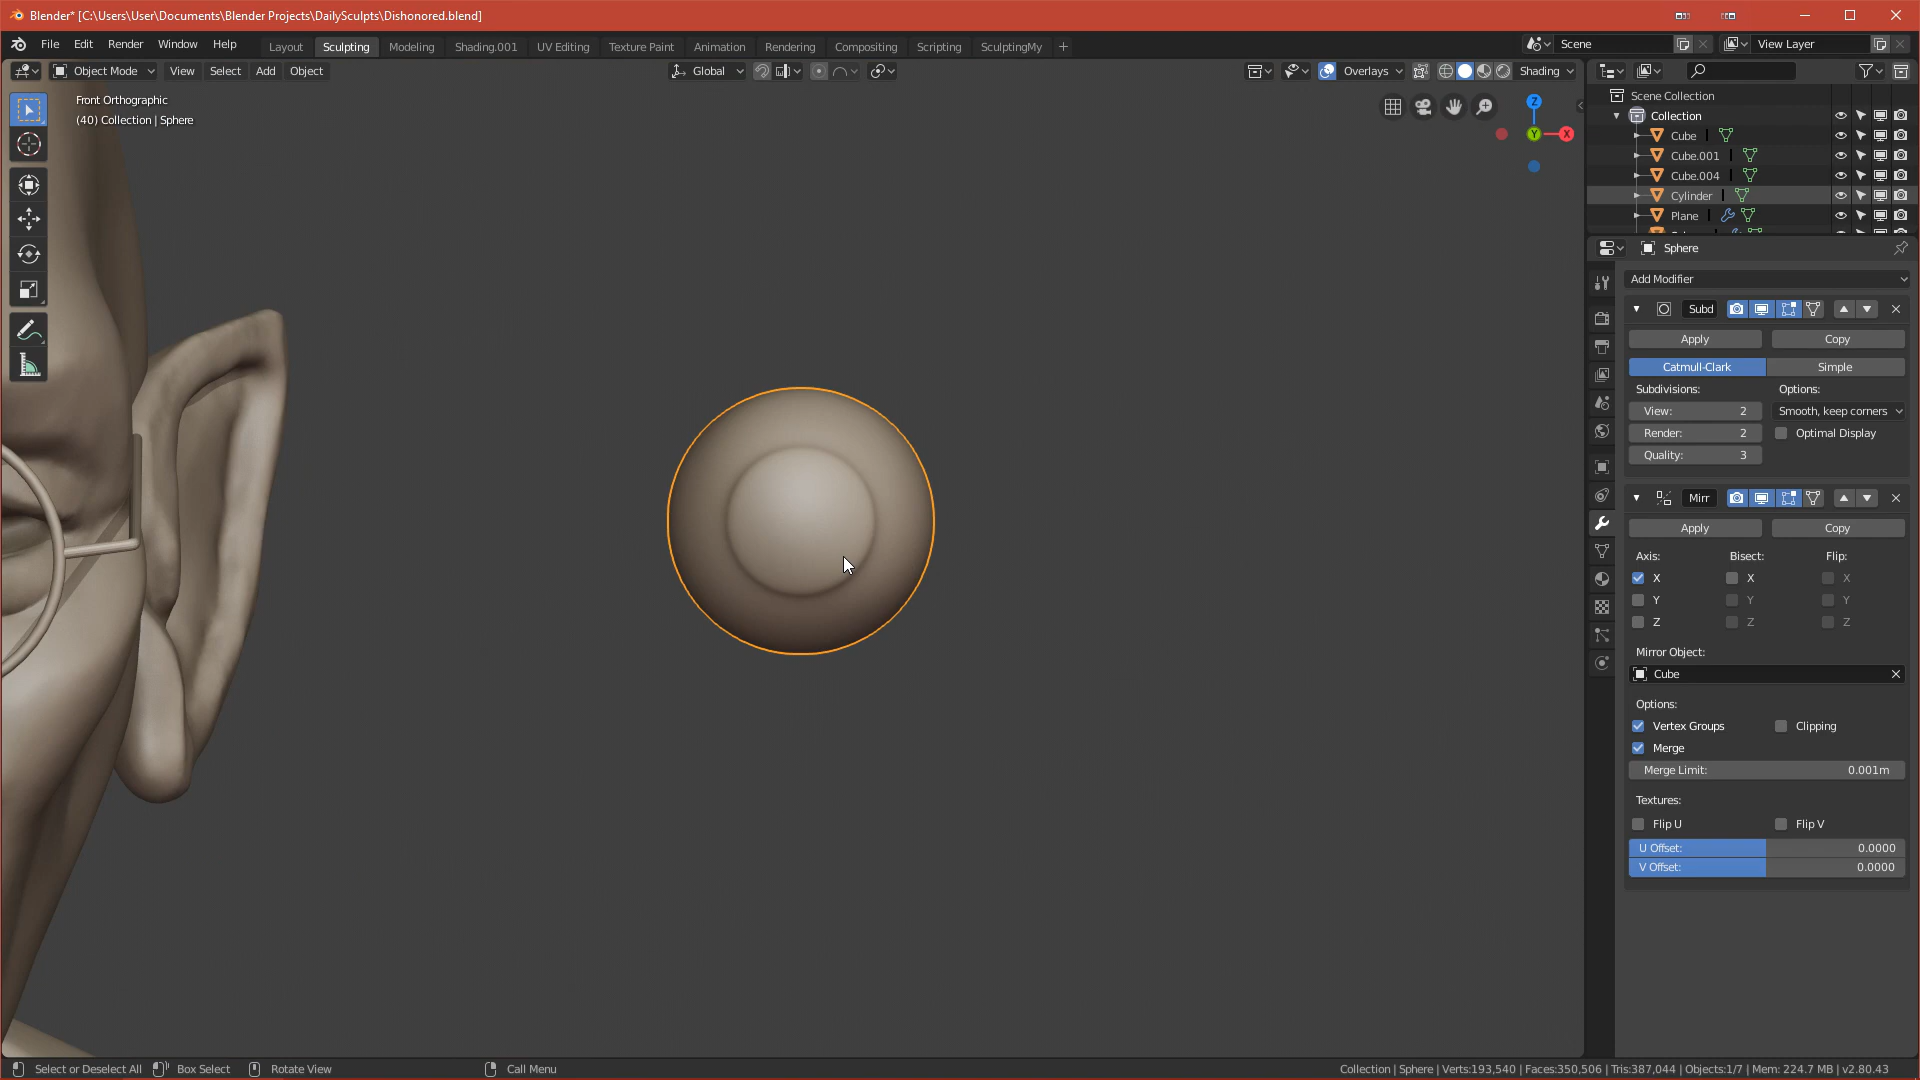 Blender* [C:\Users\User\Documents\Blender Projects\DailySculpts\Dishonored.blend]
File Edit Render Window Help Layout Sculpting Modeling Shading.001 UV Editing Texture Paint Animation Rendering Compositing Scripting SculptingMy + Scene View Layer
Object Mode View Select Add Object Global Overlays Shading
Front Orthographic
(40) Collection | Sphere
Z
Y
X
Scene Collection
Collection
Cube
Cube.001
Cube.004
Cylinder
Plane
Sphere
Add Modifier
Subd
Apply Copy
Catmull-Clark Simple
Subdivisions: Options:
View: 2 Smooth, keep corners
Render: 2 Optimal Display
Quality: 3
Mirr
Apply Copy
Axis: Bisect: Flip:
X X X
Y Y Y
Z Z Z
Mirror Object:
Cube
Options:
Vertex Groups Clipping
Merge
Merge Limit: 0.001m
Textures:
Flip U Flip V
U Offset: 0.0000
V Offset: 0.0000
Select or Deselect All Box Select Rotate View Call Menu Collection | Sphere | Verts:193,540 | Faces:350,506 | Tris:387,044 | Objects:1/7 | Mem: 224.7 MB | v2.80.43